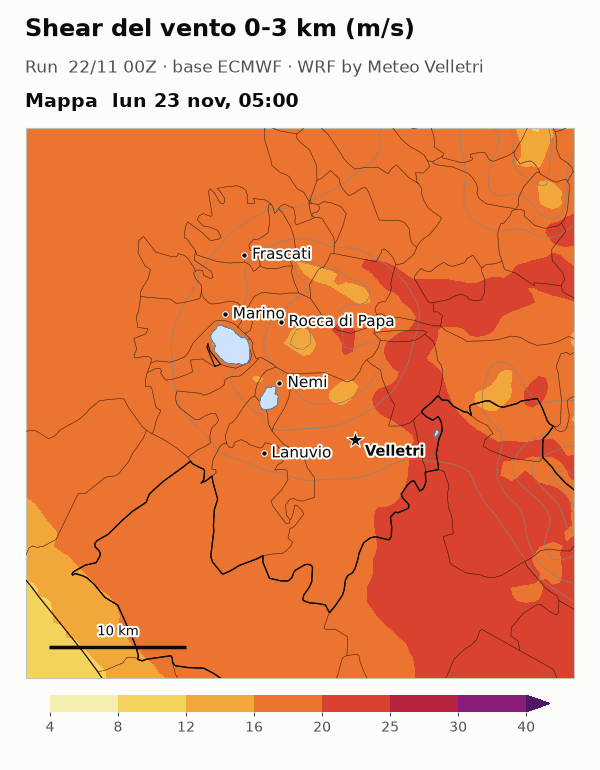 Shear del vento 0-3 km (m/s)
Run  22/11 00Z · base ECMWF · WRF by Meteo Velletri
Mappa  lun 23 nov, 05:00
Frascati
Marino
Rocca di Papa
Nemi
Velletri
Lanuvio
10 km
4 8 12 16 20 25 30 40